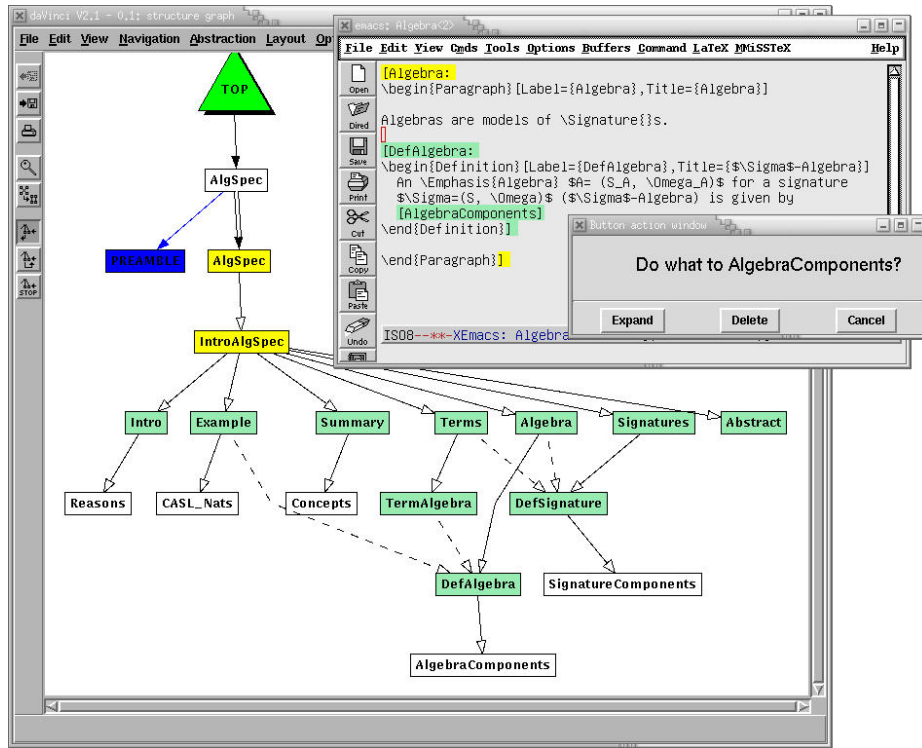 daVinci V2.1 - 0.1: structure graph
File Edit View Navigation Abstraction Layout
TOP
AlgSpec
PREAMBLE
AlgSpec
IntroAlgSpec
Intro Example Summary Terms Algebra Signatures Abstract
Reasons CASL_Nats Concepts TermAlgebra DefSignature
DefAlgebra SignatureComponents
AlgebraComponents
STOP
emacs: Algebra<2>
File Edit View Cmds Tools Options Buffers Command LaTeX MMiSSTeX Help
Open
Dired
Save
Print
Cut
Copy
Paste
Undo
[Algebra:
\begin{Paragraph}[Label={Algebra},Title={Algebra}]
Algebras are models of \Signature{}s.
[DefAlgebra:
\begin{Definition}[Label={DefAlgebra},Title={$\Sigma$-Algebra}]
An \Emphasis{Algebra} $A= (S_A, \Omega_A)$ for a signature
$\Sigma=(S, \Omega)$ ($\Sigma$-Algebra) is given by
[AlgebraComponents]
\end{Definition}]
\end{Paragraph}]
ISO8--**-XEmacs: Algebra
Button action window
Do what to AlgebraComponents?
Expand Delete Cancel